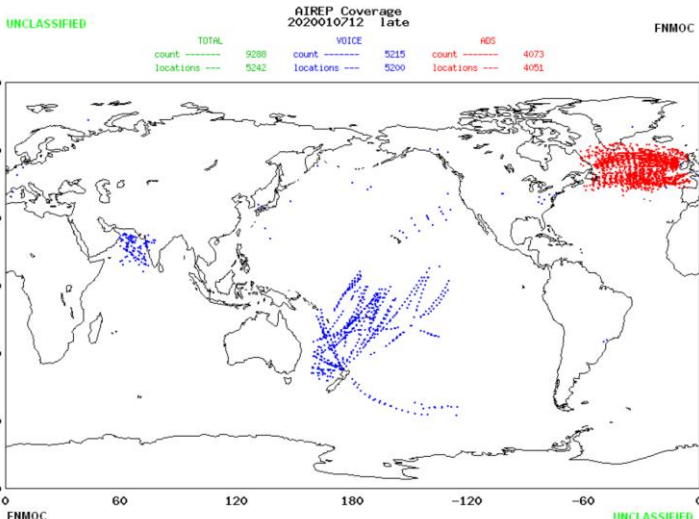 AIREP Coverage
UNCLASSIFIED 2020010712 late FNMOC
TOTAL VOICE ADS
count ------- 9288 count ------- 5215 count ------- 4073
locations --- 5242 locations --- 5200 locations --- 4051
0 60 120 180 -120 -60 0
FNMOC UNCLASSIFIED